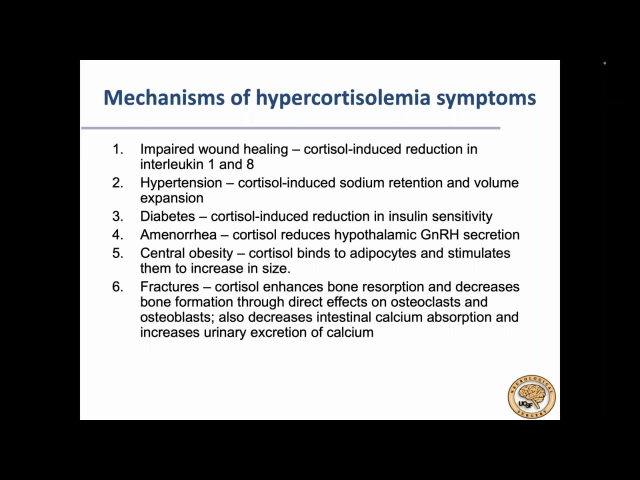 Mechanisms of hypercortisolemia symptoms
1. Impaired wound healing – cortisol-induced reduction in
interleukin 1 and 8
2. Hypertension – cortisol-induced sodium retention and volume
expansion
3. Diabetes – cortisol-induced reduction in insulin sensitivity
4. Amenorrhea – cortisol reduces hypothalamic GnRH secretion
5. Central obesity – cortisol binds to adipocytes and stimulates
them to increase in size.
6. Fractures – cortisol enhances bone resorption and decreases
bone formation through direct effects on osteoclasts and
osteoblasts; also decreases intestinal calcium absorption and
increases urinary excretion of calcium
NEUROLOGICAL
UCSF
SURGERY